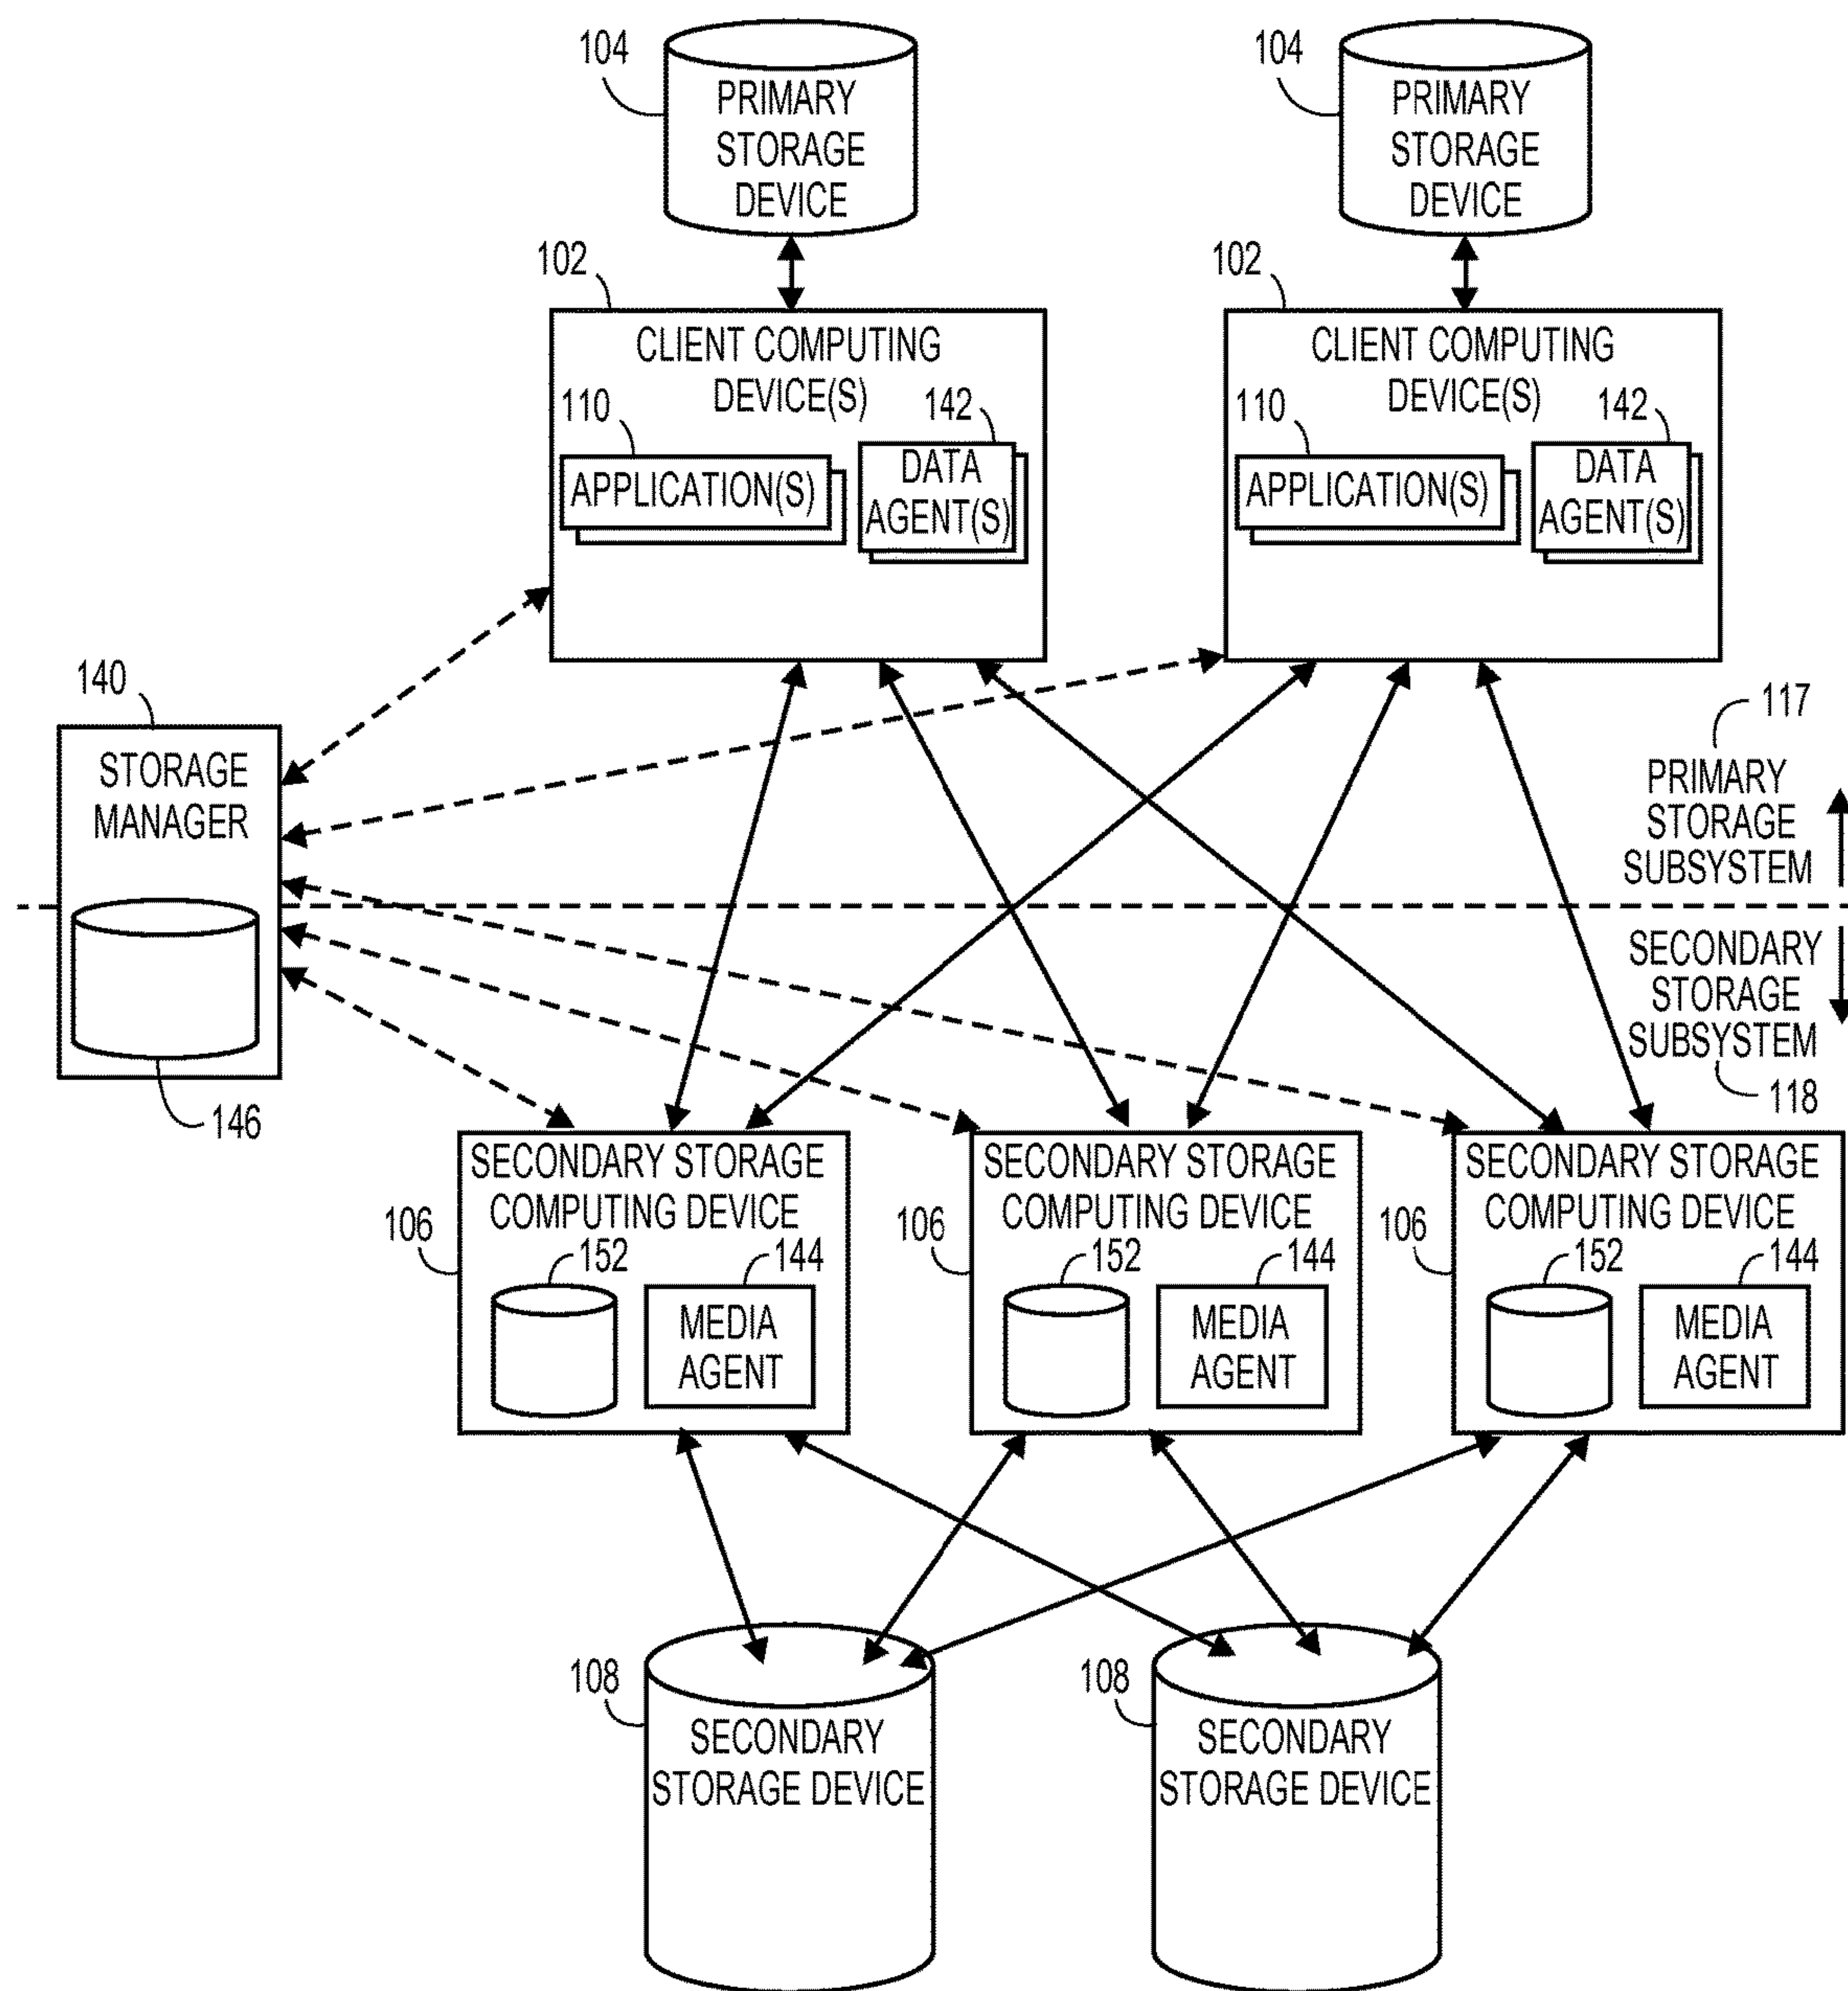 104
PRIMARY
STORAGE
DEVICE
104
PRIMARY
STORAGE
DEVICE
102
CLIENT COMPUTING
DEVICE(S)
110
142
APPLICATION(S)
DATA
AGENT(S)
102
CLIENT COMPUTING
DEVICE(S)
110
142
APPLICATION(S)
DATA
AGENT(S)
140
STORAGE
MANAGER
146
117
PRIMARY
STORAGE
SUBSYSTEM
SECONDARY
STORAGE
SUBSYSTEM
118
106
SECONDARY STORAGE
COMPUTING DEVICE
152
144
MEDIA
AGENT
106
SECONDARY STORAGE
COMPUTING DEVICE
152
144
MEDIA
AGENT
106
SECONDARY STORAGE
COMPUTING DEVICE
152
144
MEDIA
AGENT
108
SECONDARY
STORAGE DEVICE
108
SECONDARY
STORAGE DEVICE